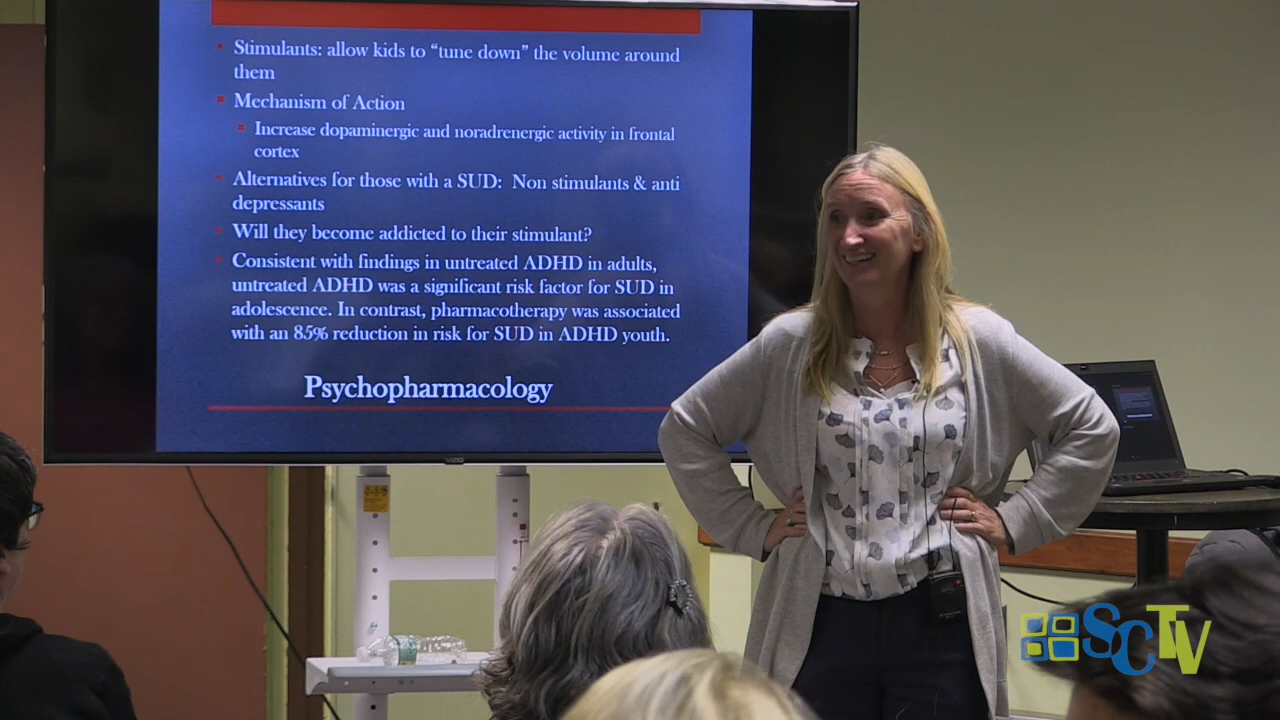 Stimulants: allow kids to “tune down” the volume around
them
Mechanism of Action
Increase dopaminergic and noradrenergic activity in frontal
cortex
Alternatives for those with a SUD: Non stimulants & anti
depressants
Will they become addicted to their stimulant?
Consistent with findings in untreated ADHD in adults,
untreated ADHD was a significant risk factor for SUD in
adolescence. In contrast, pharmacotherapy was associated
with an 85% reduction in risk for SUD in ADHD youth.
Psychopharmacology
VIZIO
SCTV